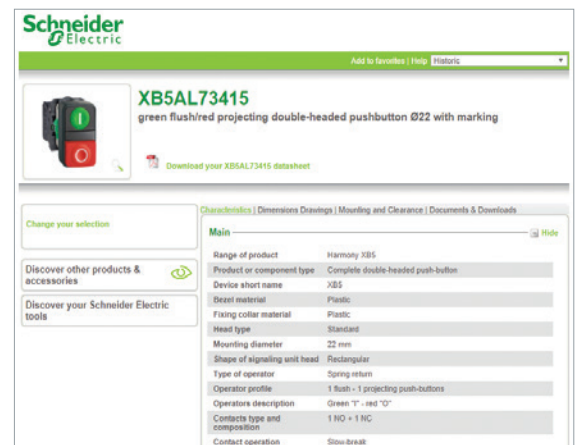 Schneider
Electric
Add to favorites | Help Historic
XB5AL73415
green flush/red projecting double-headed pushbutton Ø22 with marking
Download your XB5AL73415 datasheet
Characteristics | Dimensions Drawings | Mounting and Clearance | Documents & Downloads
Change your selection
Discover other products &
accessories
Discover your Schneider Electric
tools
Main
Hide
Range of product Harmony XB5
Product or component type Complete double-headed push-button
Device short name XB5
Bezel material Plastic
Fixing collar material Plastic
Head type Standard
Mounting diameter 22 mm
Shape of signaling unit head Rectangular
Type of operator Spring return
Operator profile 1 flush - 1 projecting push-buttons
Operators description Green "I" - red "O"
Contacts type and
composition 1 NO + 1 NC
Contact operation Slow-break